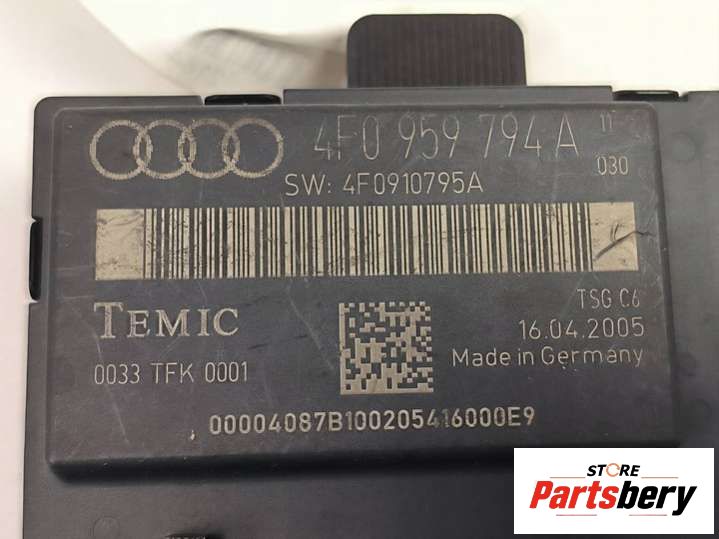 4F0 959 794 A 11
030
SW: 4F0910795A
TEMIC
TSG C6
16.04.2005
0033 TFK 0001
Made in Germany
00004087B100205416000E9
STORE
Partsbery